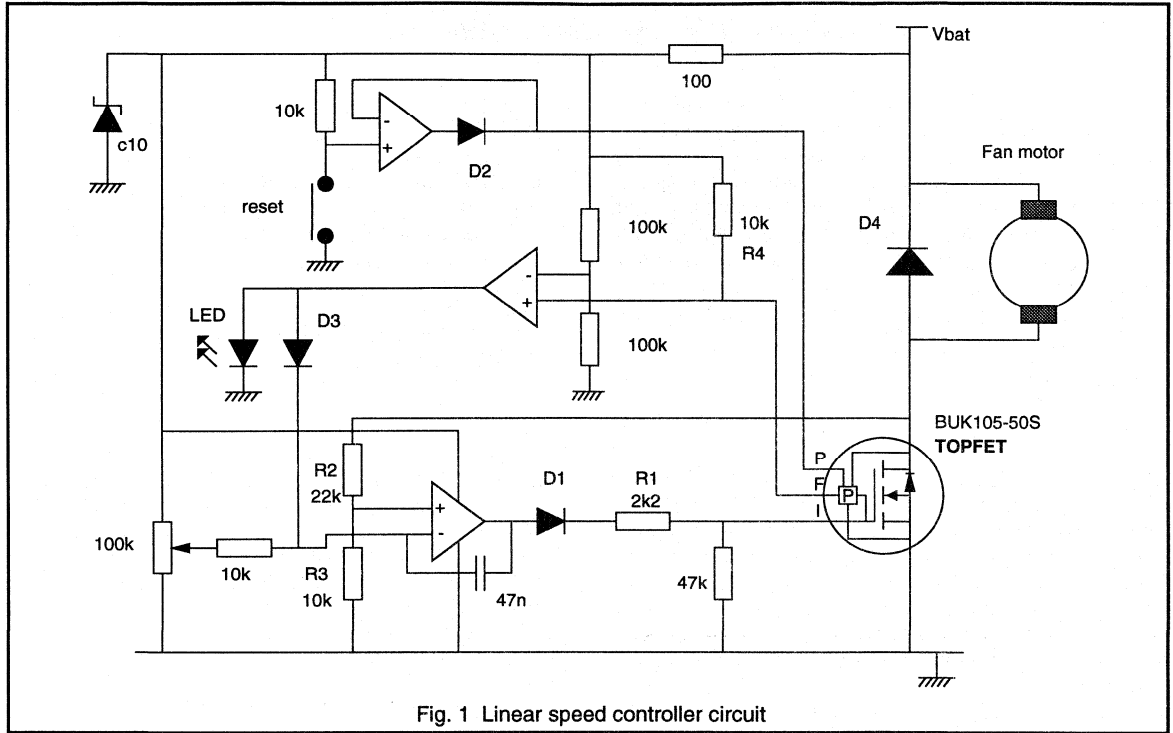 Vbat
100
10k
-
+
c10
D2
Fan motor
reset
100k
10k
R4
D4
-
+
LED
D3
100k
BUK105-50S
TOPFET
P
R2
22k
D1
R1
2k2
F
P
I
+
-
100k
10k
R3
10k
47n
47k
Fig. 1 Linear speed controller circuit